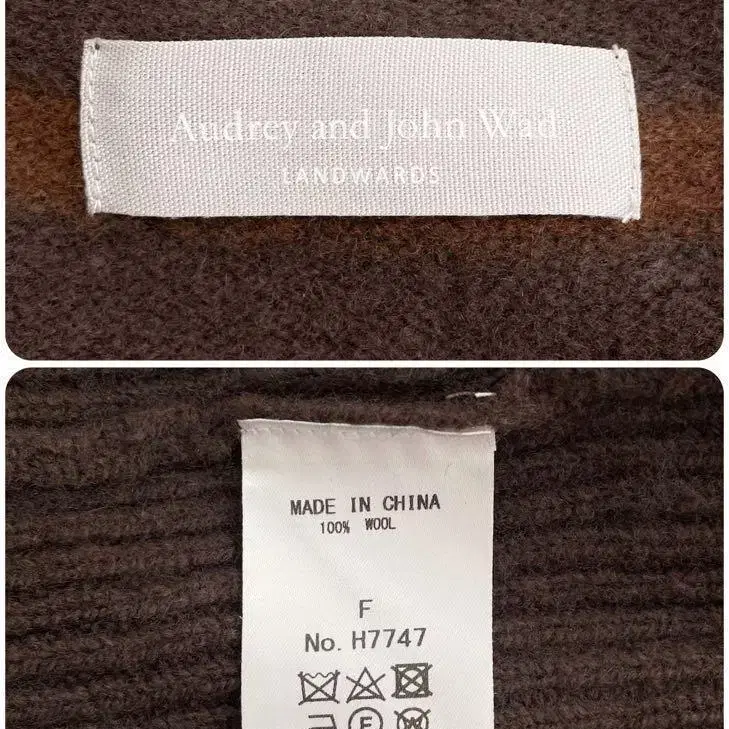 Audrey and John Wad
LANDWARDS
MADE IN CHINA
100% WOOL
F
No. H7747
F
W